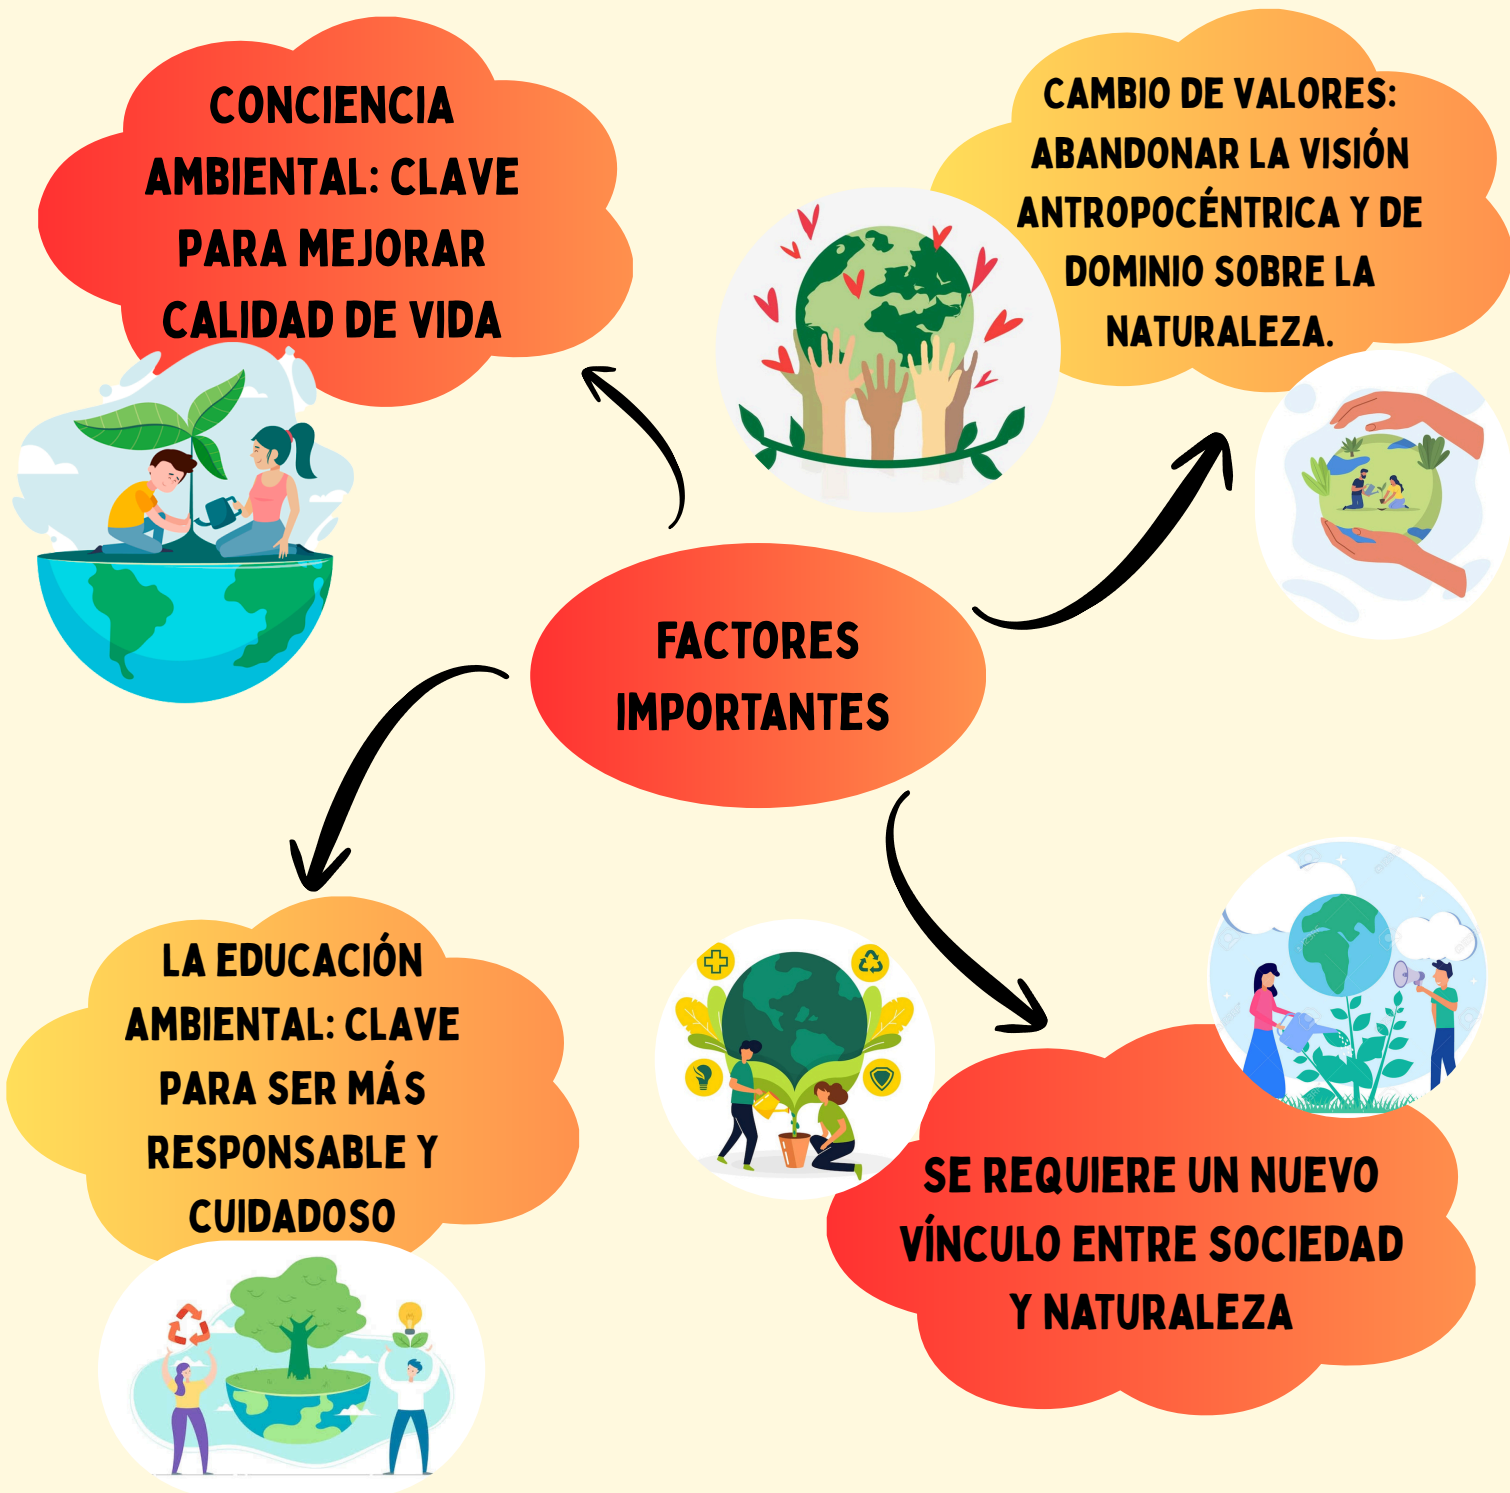 CONCIENCIA
AMBIENTAL: CLAVE
PARA MEJORAR
CALIDAD DE VIDA
CAMBIO DE VALORES:
ABANDONAR LA VISIÓN
ANTROPOCÉNTRICA Y DE
DOMINIO SOBRE LA
NATURALEZA.
FACTORES
IMPORTANTES
LA EDUCACIÓN
AMBIENTAL: CLAVE
PARA SER MÁS
RESPONSABLE Y
CUIDADOSO
SE REQUIERE UN NUEVO
VÍNCULO ENTRE SOCIEDAD
Y NATURALEZA